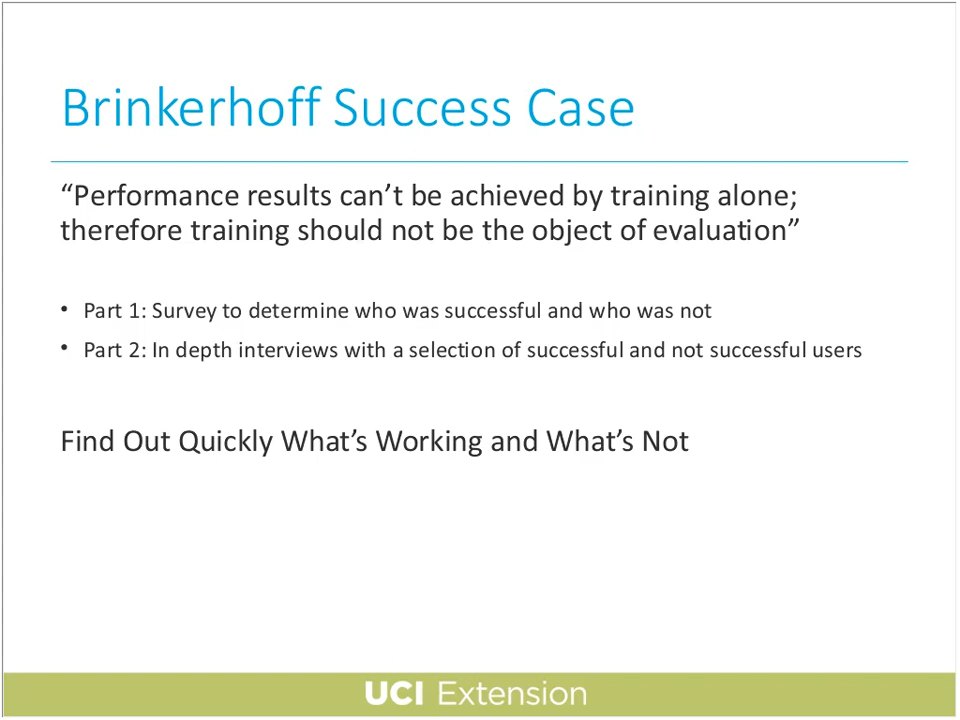 Brinkerhoff Success Case
“Performance results can’t be achieved by training alone;
therefore training should not be the object of evaluation”
• Part 1: Survey to determine who was successful and who was not
• Part 2: In depth interviews with a selection of successful and not successful users
Find Out Quickly What’s Working and What’s Not
UCI Extension